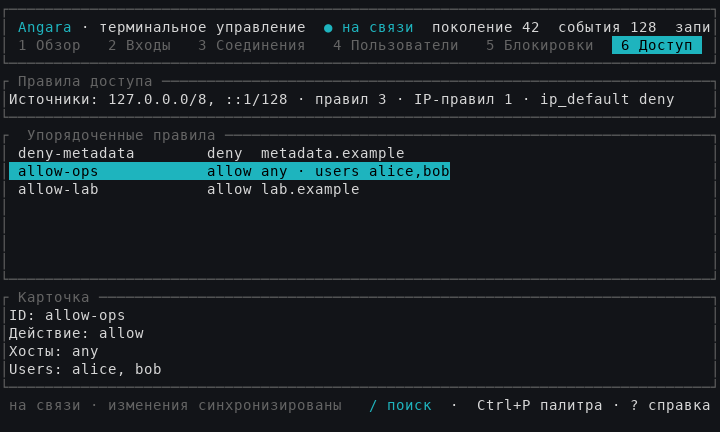 Angara · терминальное управление ● на связи поколение 42 события 128 запи
1 Обзор 2 Входы 3 Соединения 4 Пользователи 5 Блокировки 6 Доступ
Правила доступа
Источники: 127.0.0.0/8, ::1/128 · правил 3 · IP-правил 1 · ip_default deny
Упорядоченные правила
deny-metadata deny metadata.example
allow-ops allow any · users alice,bob
allow-lab allow lab.example
Карточка
ID: allow-ops
Действие: allow
Хосты: any
Users: alice, bob
на связи · изменения синхронизированы / поиск · Ctrl+P палитра · ? справка